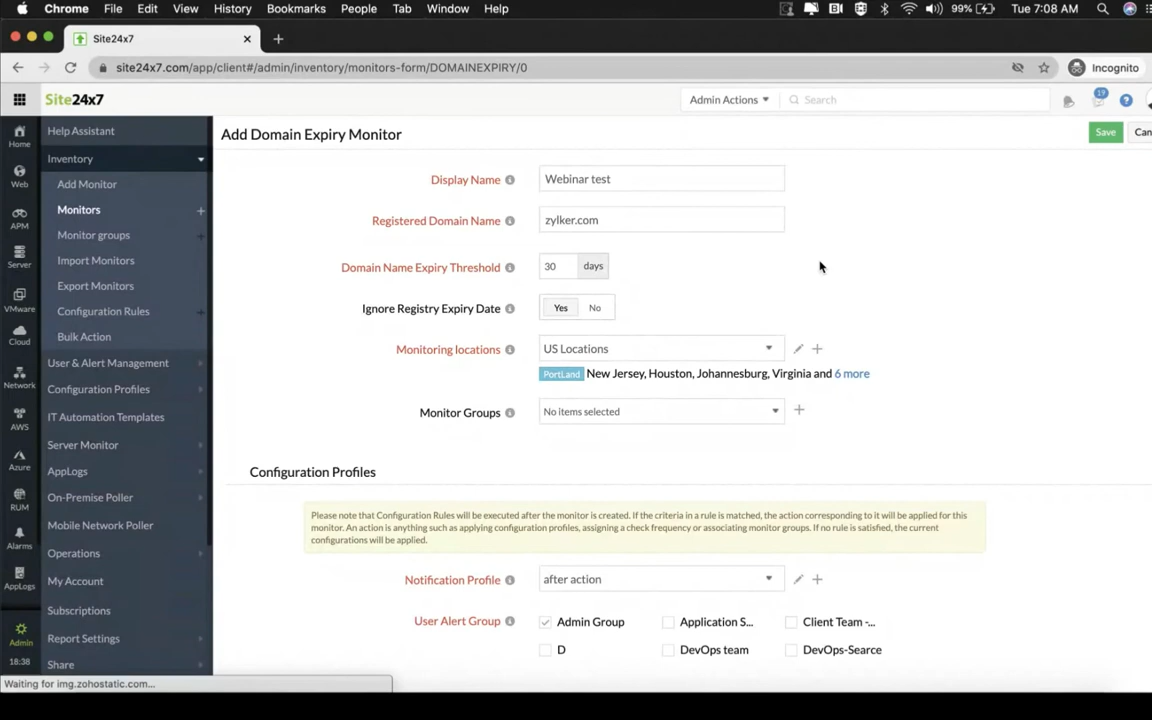 Chrome File Edit View History Bookmarks Profiles Tab Window Help 99% Tue 7:08 AM
Site24x7
site24x7.com/app/client#/admin/inventory/monitors-form/DOMAINEXPIRY/0 Incognito
Site24x7 Admin Actions Search 19
Home
Web
APM
Server
VMware
Cloud
Network
AWS
Azure
RUM
Alarms
AppLogs
Admin
18:38
Help Assistant
Inventory
Add Monitor
Monitors
Monitor groups
Import Monitors
Export Monitors
Configuration Rules
Bulk Action
User & Alert Management
Configuration Profiles
IT Automation Templates
Server Monitor
AppLogs
On-Premise Poller
Mobile Network Poller
Operations
My Account
Subscriptions
Report Settings
Share
Add Domain Expiry Monitor Save Can
Display Name Webinar test
Registered Domain Name zylker.com
Domain Name Expiry Threshold 30 days
Ignore Registry Expiry Date Yes No
Monitoring locations US Locations
PortLand New Jersey, Houston, Johannesburg, Virginia and 6 more
Monitor Groups No items selected
Configuration Profiles
Please note that Configuration Rules will be executed after the monitor is created. If the criteria in a rule is matched, the action corresponding to it will be applied for this
monitor. An action is anything such as applying configuration profiles, assigning a check frequency or associating monitor groups. If no rule is satisfied, the current
configurations will be applied.
Notification Profile after action
User Alert Group Admin Group Application S... Client Team -...
D DevOps team DevOps-Searce
Waiting for img.zohostatic.com...